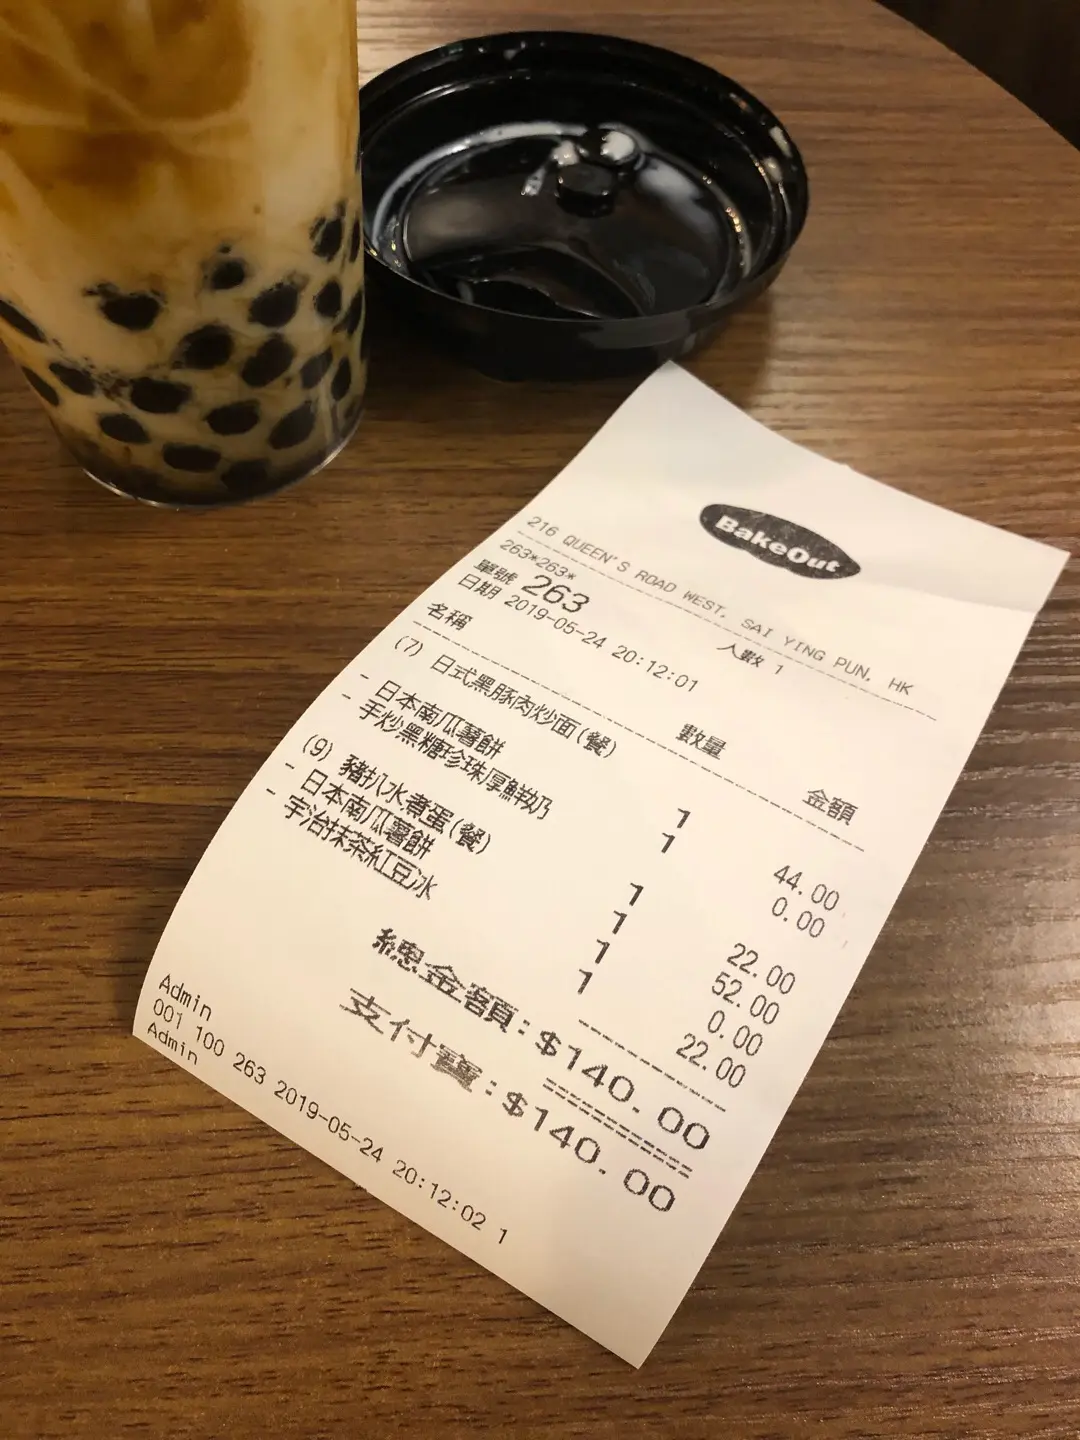 BakeOut
216 QUEEN'S ROAD WEST, SAI YING PUN, HK
263*263*
單號 263 人數 1
日期 2019-05-24 20:12:01
名稱 數量 金額
(7) 日式黑豚肉炒面(餐) 1 44.00
- 日本南瓜薯餅 1 0.00
- 手炒黑糖珍珠厚鮮奶 1 22.00
(9) 豬扒水煮蛋(餐) 1 52.00
- 日本南瓜薯餅 1 0.00
- 宇治抹茶紅豆冰 1 22.00
總金額:$140.00
支付寶:$140.00
Admin
001 100 263 2019-05-24 20:12:02 1
Admin